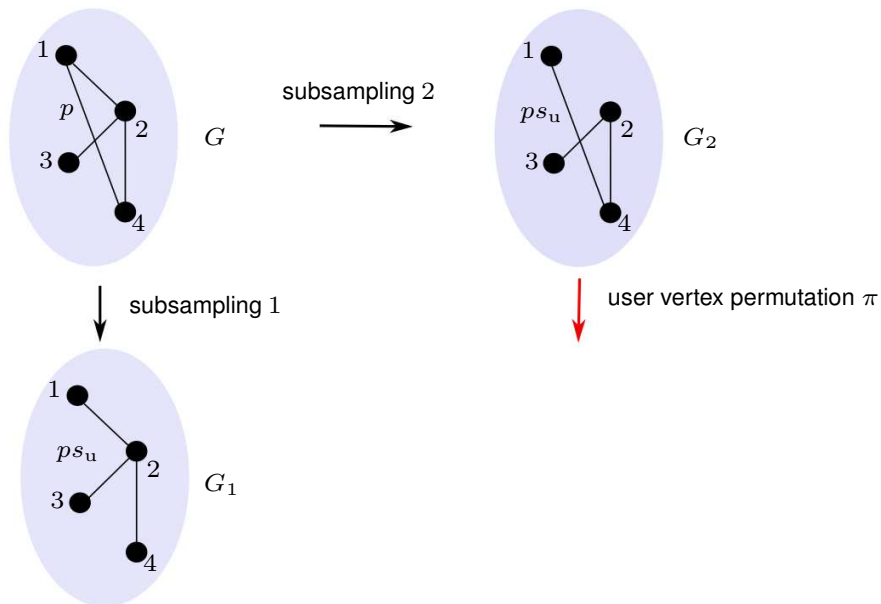 1
p
2
3
4
G
subsampling 2
1
ps_u
2
3
4
G_2
subsampling 1
user vertex permutation π
1
ps_u
2
3
4
G_1